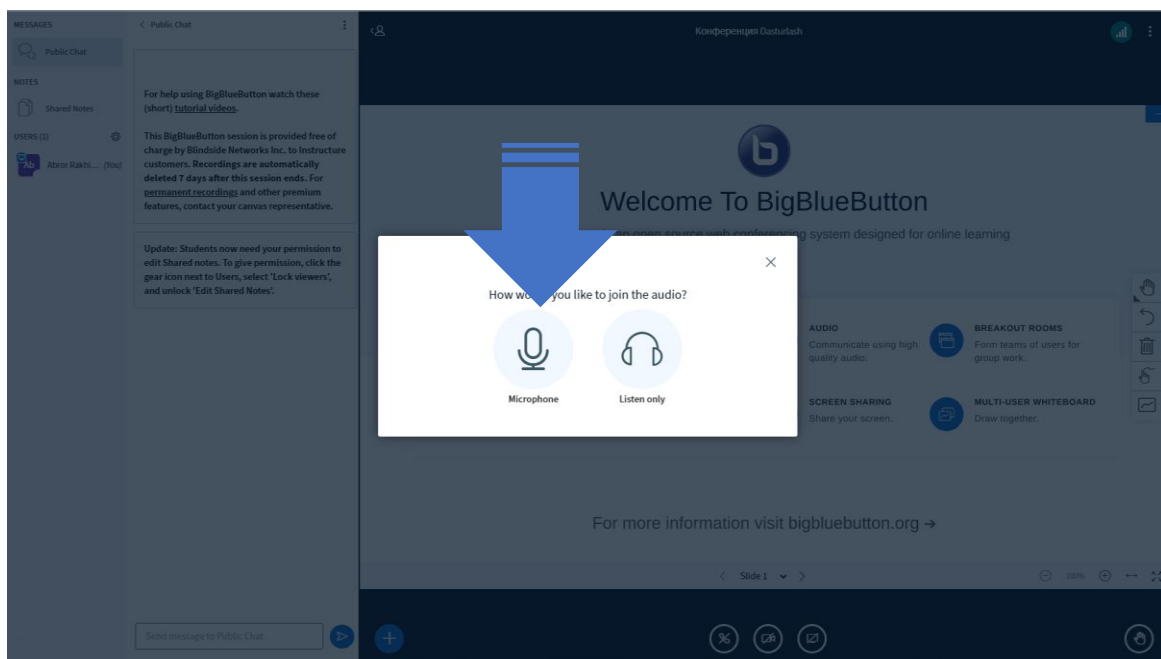 MESSAGES
Public Chat
NOTES
Shared Notes
USERS (1)
Ab
Abror Rakhi... (You)
Public Chat
For help using BigBlueButton watch these
(short) tutorial videos.
This BigBlueButton session is provided free of
charge by Blindside Networks Inc. to Instructure
customers. Recordings are automatically
deleted 7 days after this session ends. For
permanent recordings and other premium
features, contact your canvas representative.
Update: Students now need your permission to
edit Shared notes. To give permission, click the
gear icon next to Users, select 'Lock viewers',
and unlock 'Edit Shared Notes'.
Send message to Public Chat
Конференция Dasturlash
Welcome To BigBlueButton
open source web conferencing system designed for online learning
How you like to join the audio?
Microphone
Listen only
AUDIO
Communicate using high
quality audio.
BREAKOUT ROOMS
Form teams of users for
group work.
SCREEN SHARING
Share your screen.
MULTI-USER WHITEBOARD
Draw together.
For more information visit bigbluebutton.org →
Slide 1
100%